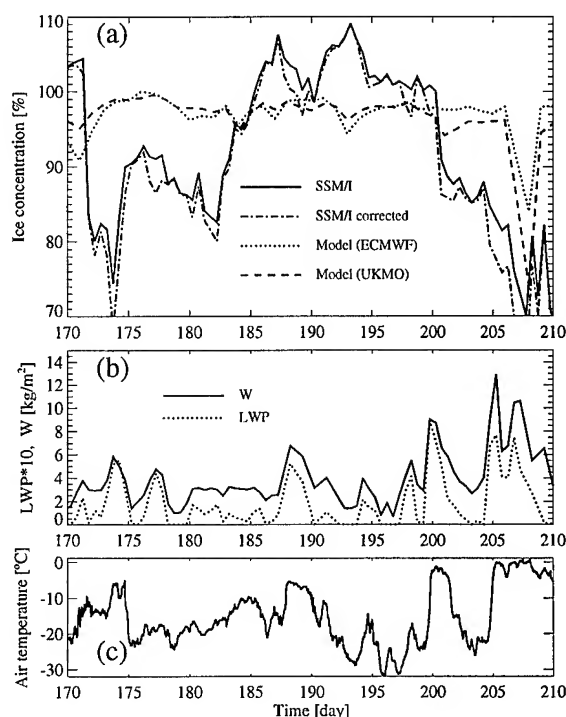 (a)
Ice concentration [%]
110
100
90
80
70
SSM/I
SSM/I corrected
Model (ECMWF)
Model (UKMO)
170 175 180 185 190 195 200 205 210
(b)
LWP*10, W [kg/m²]
14
12
10
8
6
4
2
0
W
LWP
170 175 180 185 190 195 200 205 210
Air temperature [ºC]
0
-10
-20
-30
(c)
170 175 180 185 190 195 200 205 210
Time [day]